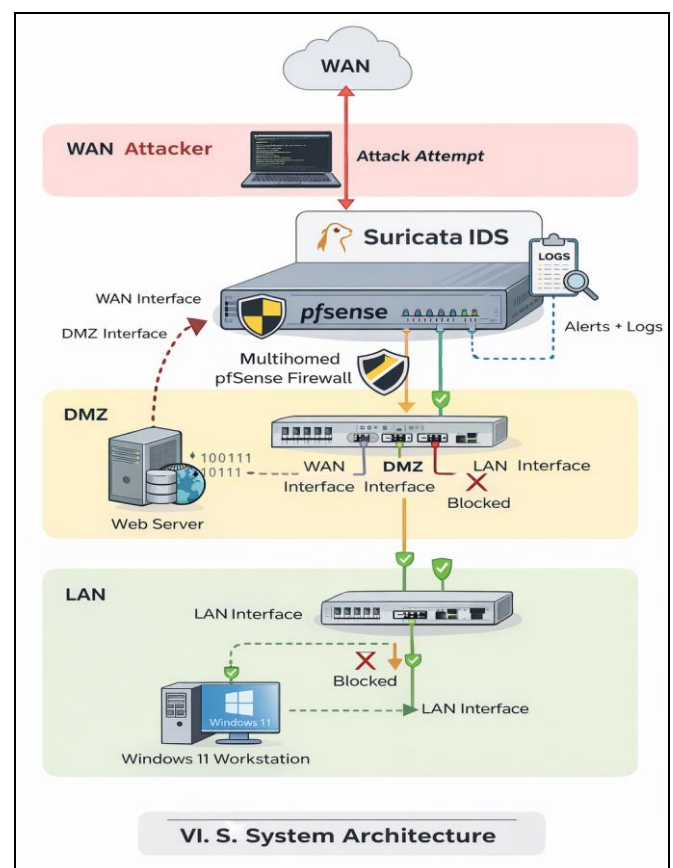 WAN
WAN Attacker
Attack Attempt
Suricata IDS
LOGS
WAN Interface
DMZ Interface
pfsense
Alerts + Logs
Multihomed
pfSense Firewall
DMZ
100111
10111
WAN
Interface
DMZ
Interface
LAN Interface
Blocked
Web Server
LAN
LAN Interface
Blocked
Windows 11
LAN Interface
Windows 11 Workstation
VI. S. System Architecture